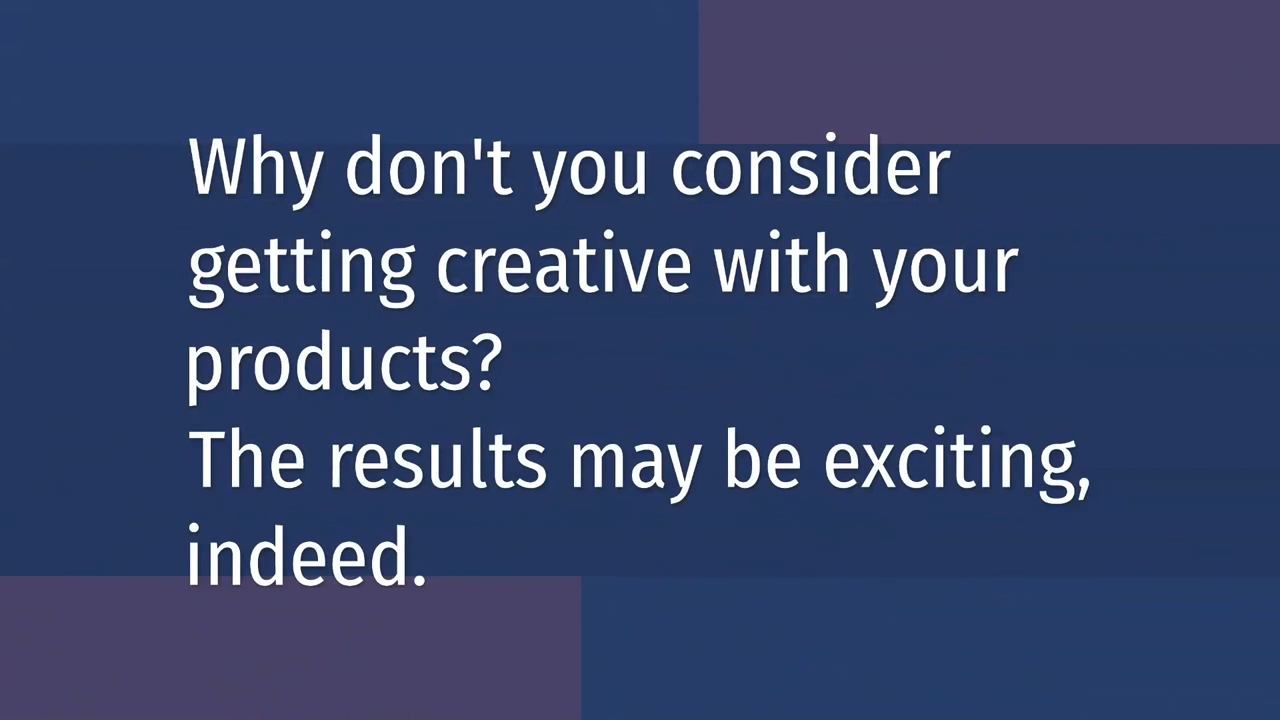 Why don't you consider
getting creative with your
products?
The results may be exciting,
indeed.